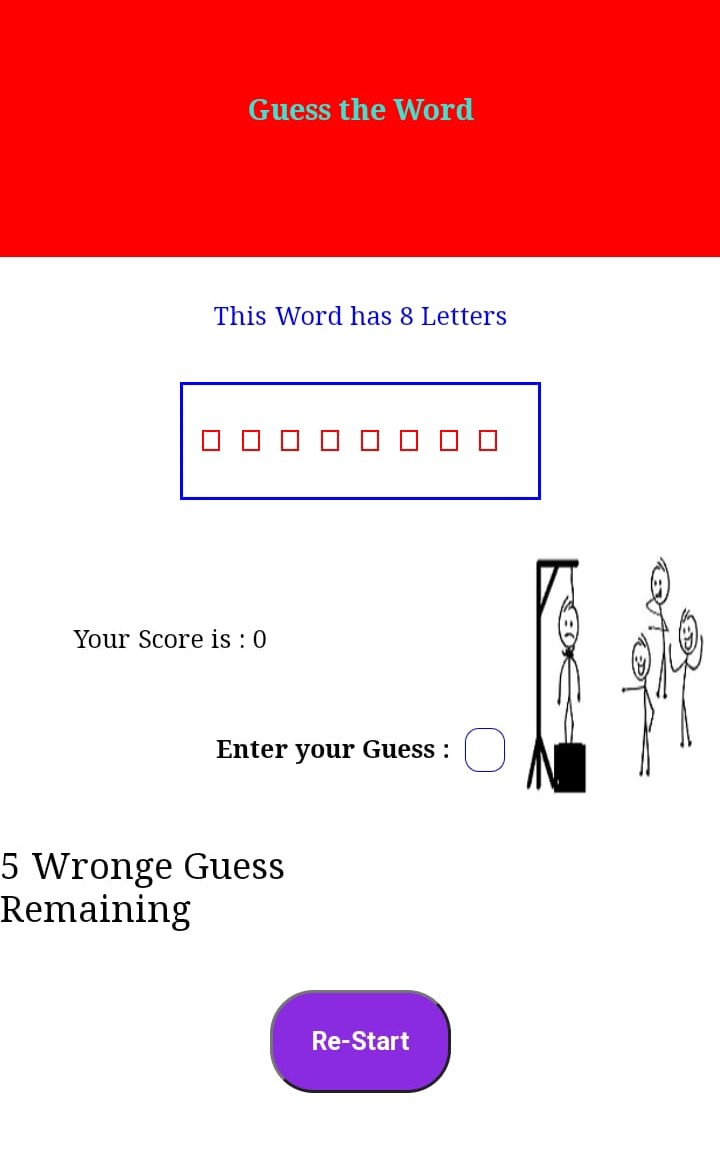 Guess the Word
This Word has 8 Letters
□ □ □ □ □ □ □ □
Your Score is : 0
Enter your Guess :
5 Wronge Guess
Remaining
Re-Start